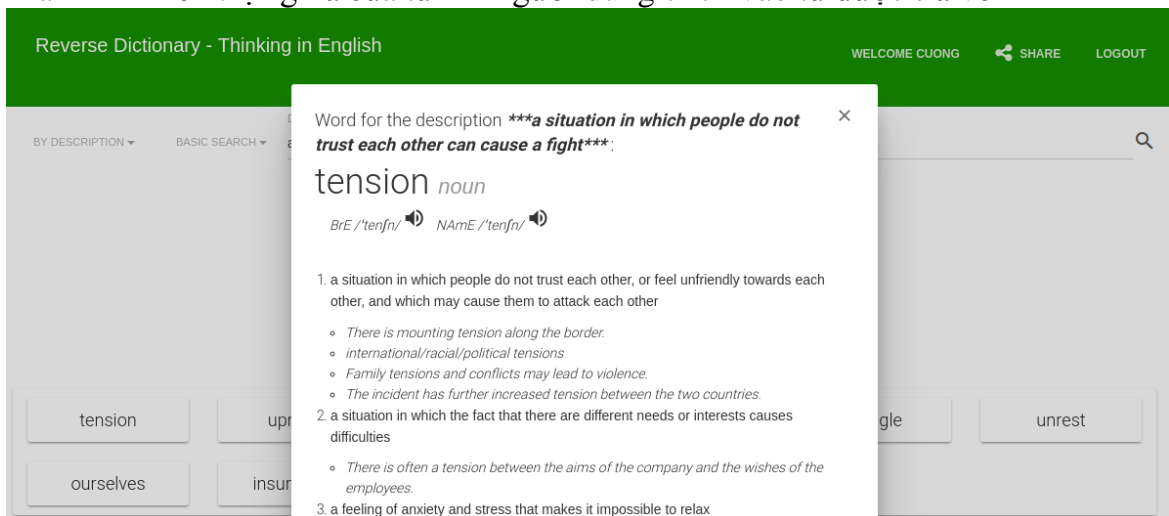 Reverse Dictionary - Thinking in English
WELCOME CUONG SHARE LOGOUT
Word for the description ***a situation in which people do not
trust each other can cause a fight*** :
BY DESCRIPTION BASIC SEARCH
tension noun
BrE /'tenʃn/ NAmE /'tenʃn/
1. a situation in which people do not trust each other, or feel unfriendly towards each
other, and which may cause them to attack each other
There is mounting tension along the border.
international/racial/political tensions
Family tensions and conflicts may lead to violence.
The incident has further increased tension between the two countries.
2. a situation in which the fact that there are different needs or interests causes
difficulties
There is often a tension between the aims of the company and the wishes of the
employees.
3. a feeling of anxiety and stress that makes it impossible to relax
tension upr gle unrest
ourselves insur